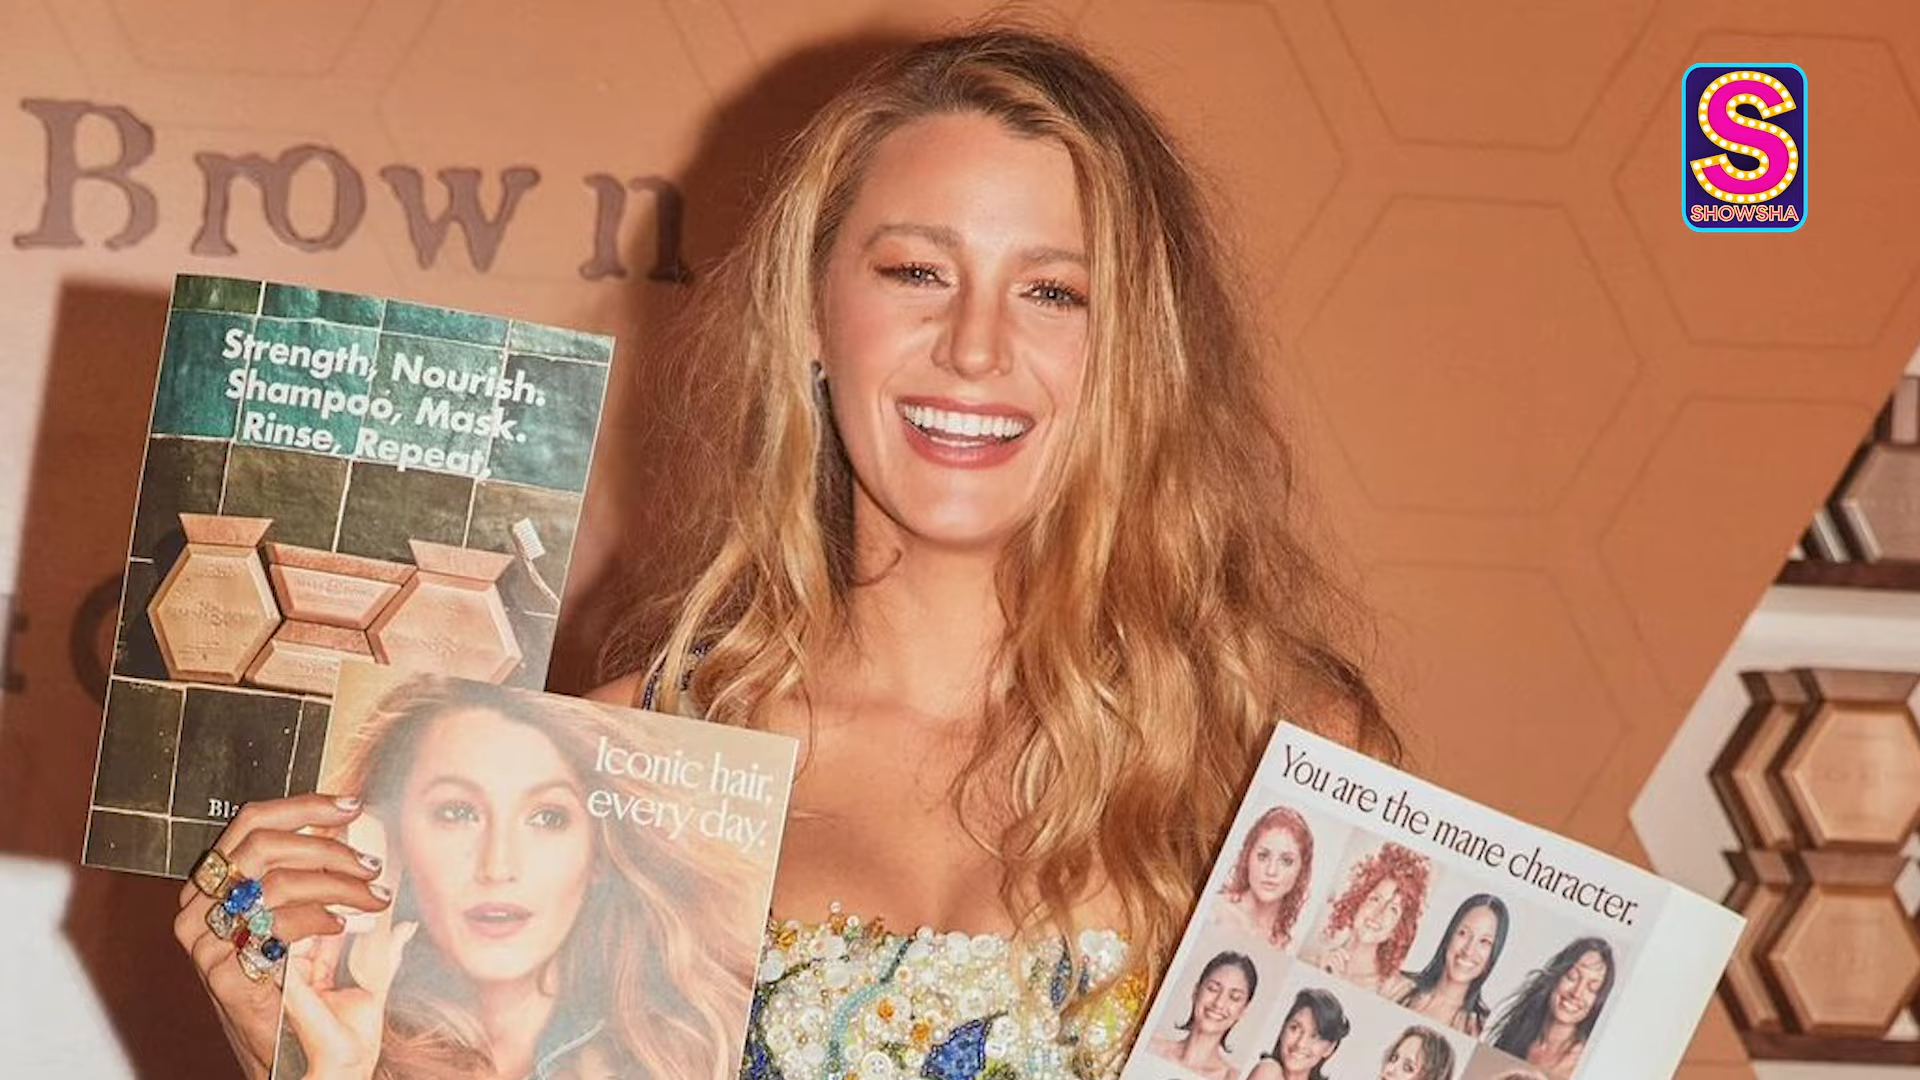 Brown
S
SHOWSHA
Strength, Nourish.
Shampoo, Mask.
Rinse, Repeat.
Iconic hair,
every day.
You are the mane character.